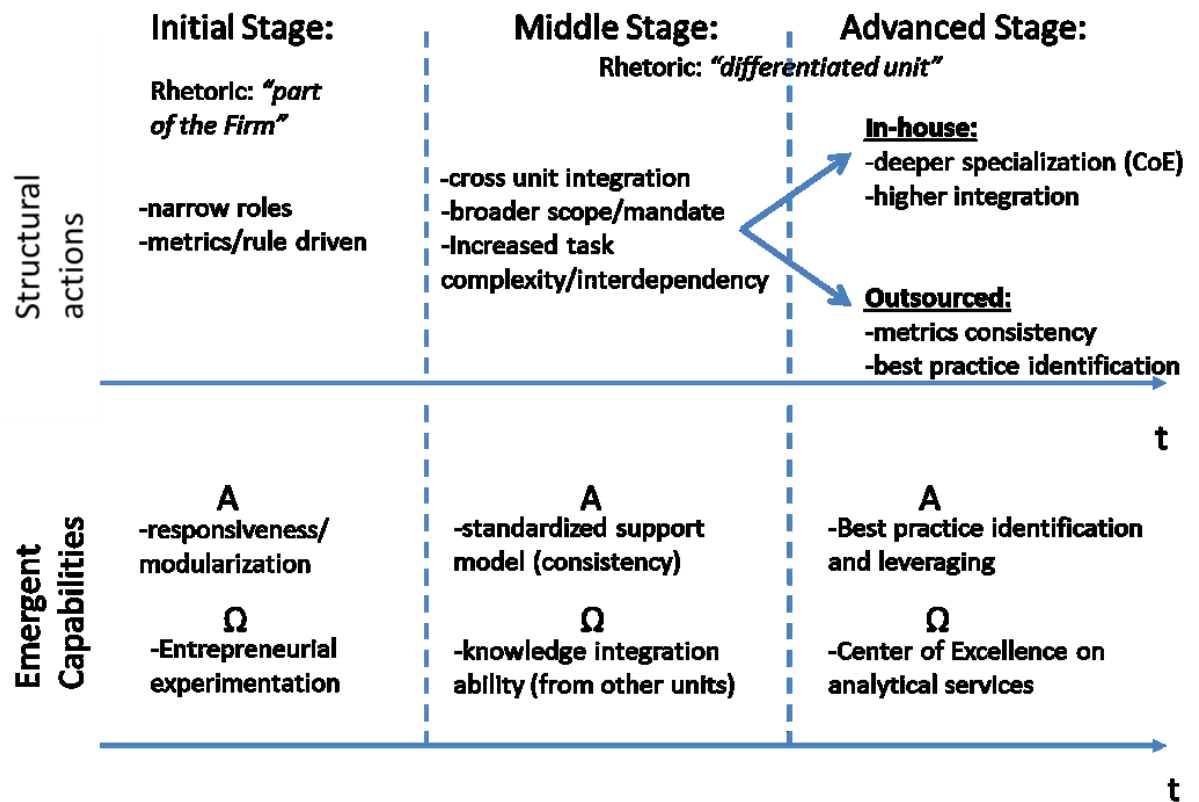 Initial Stage:
Middle Stage:
Advanced Stage:
Rhetoric: "differentiated unit"
Rhetoric: "part
of the Firm"
Structural
actions
-narrow roles
-metrics/rule driven
-cross unit integration
-broader scope/mandate
-Increased task
complexity/interdependency
In-house:
-deeper specialization (CoE)
-higher integration
Outsourced:
-metrics consistency
-best practice identification
t
Emergent
Capabilities
A
-responsiveness/
modularization
Ω
-Entrepreneurial
experimentation
A
-standardized support
model (consistency)
Ω
-knowledge integration
ability (from other units)
A
-Best practice identification
and leveraging
Ω
-Center of Excellence on
analytical services
t